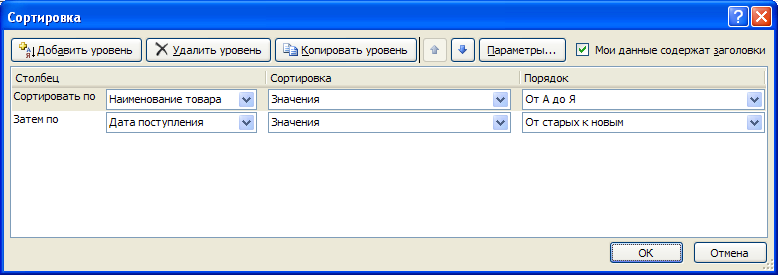 Сортировка
Добавить уровень Удалить уровень Копировать уровень Параметры... Мои данные содержат заголовки
Столбец Сортировка Порядок
Сортировать по Наименование товара Значения От А до Я
Затем по Дата поступления Значения От старых к новым
ОК Отмена